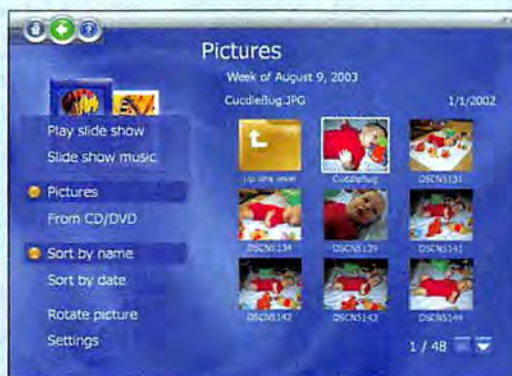 Pictures
Week of August 9, 2003
CucdleBug.JPG 1/1/2002
Play slide show
Slide show music
Pictures
From CD/DVD
Sort by name
Sort by date
Rotate picture
Settings
Up one level CuddleBug DSCN5131
DSCN5134 DSCN5139 DSCN5141
DSCN5142 DSCN5143 DSCN5144
1 / 48